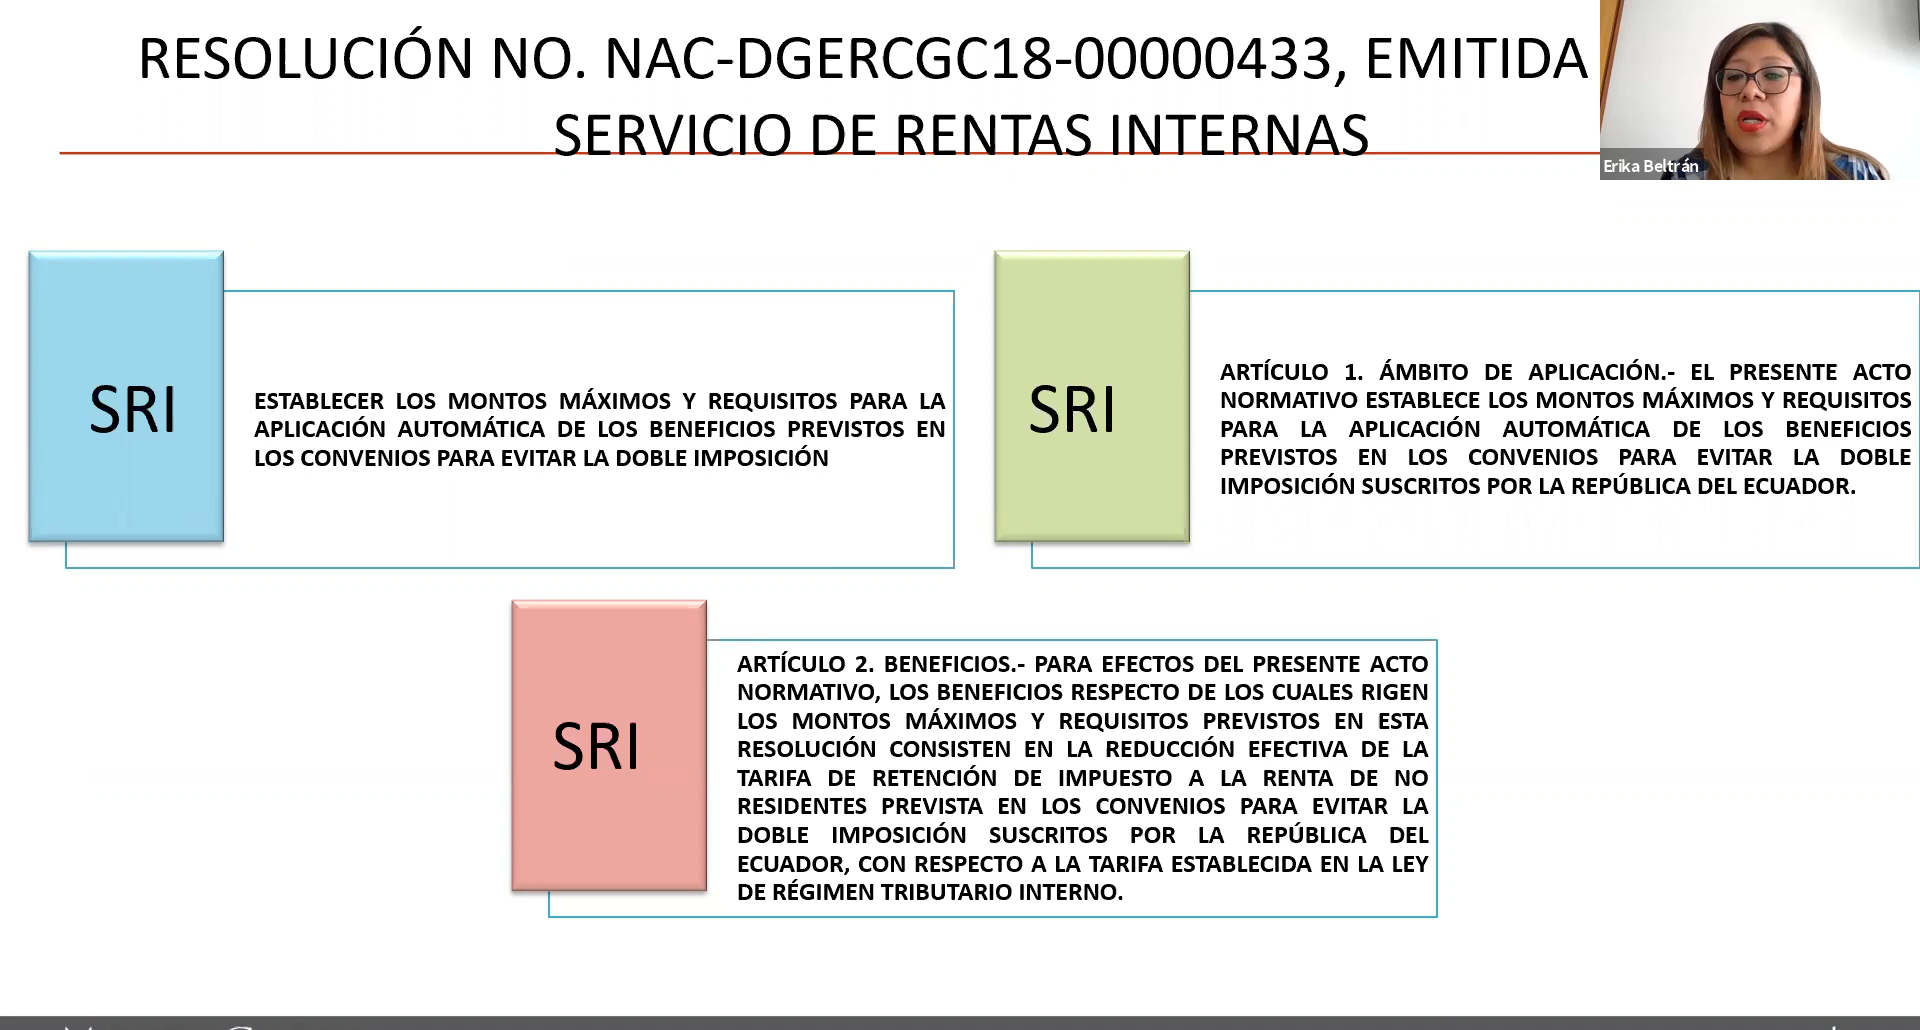 RESOLUCIÓN NO. NAC-DGERCGC18-00000433, EMITIDA
SERVICIO DE RENTAS INTERNAS
Erika Beltrán
SRI
ESTABLECER LOS MONTOS MÁXIMOS Y REQUISITOS PARA LA
APLICACIÓN AUTOMÁTICA DE LOS BENEFICIOS PREVISTOS EN
LOS CONVENIOS PARA EVITAR LA DOBLE IMPOSICIÓN
SRI
ARTÍCULO 1. ÁMBITO DE APLICACIÓN.- EL PRESENTE ACTO
NORMATIVO ESTABLECE LOS MONTOS MÁXIMOS Y REQUISITOS
PARA LA APLICACIÓN AUTOMÁTICA DE LOS BENEFICIOS
PREVISTOS EN LOS CONVENIOS PARA EVITAR LA DOBLE
IMPOSICIÓN SUSCRITOS POR LA REPÚBLICA DEL ECUADOR.
SRI
ARTÍCULO 2. BENEFICIOS.- PARA EFECTOS DEL PRESENTE ACTO
NORMATIVO, LOS BENEFICIOS RESPECTO DE LOS CUALES RIGEN
LOS MONTOS MÁXIMOS Y REQUISITOS PREVISTOS EN ESTA
RESOLUCIÓN CONSISTEN EN LA REDUCCIÓN EFECTIVA DE LA
TARIFA DE RETENCIÓN DE IMPUESTO A LA RENTA DE NO
RESIDENTES PREVISTA EN LOS CONVENIOS PARA EVITAR LA
DOBLE IMPOSICIÓN SUSCRITOS POR LA REPÚBLICA DEL
ECUADOR, CON RESPECTO A LA TARIFA ESTABLECIDA EN LA LEY
DE RÉGIMEN TRIBUTARIO INTERNO.